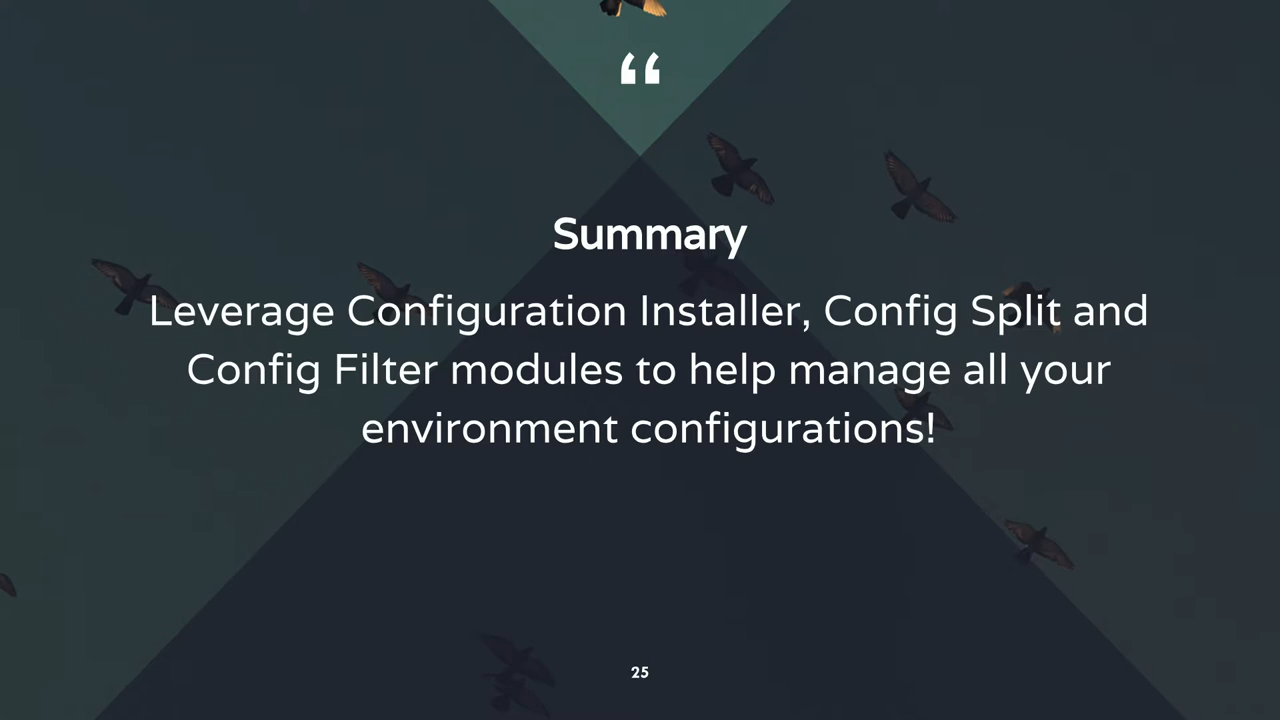 “
Summary
Leverage Configuration Installer, Config Split and
Config Filter modules to help manage all your
environment configurations!
25